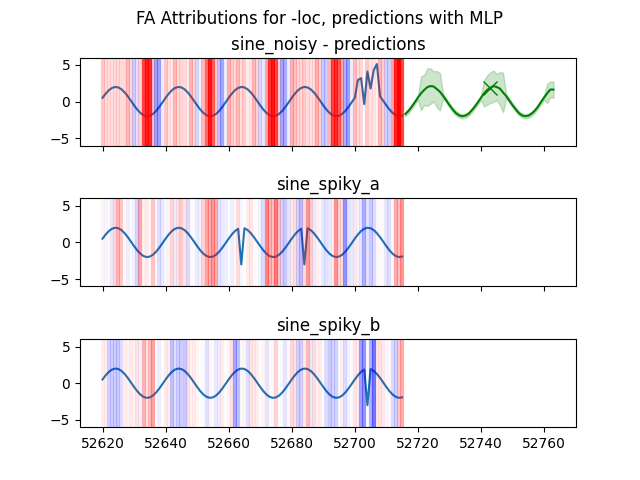 FA Attributions for -loc, predictions with MLP
sine_noisy - predictions
5
0
−5
sine_spiky_a
5
0
−5
sine_spiky_b
5
0
−5
52620 52640 52660 52680 52700 52720 52740 52760